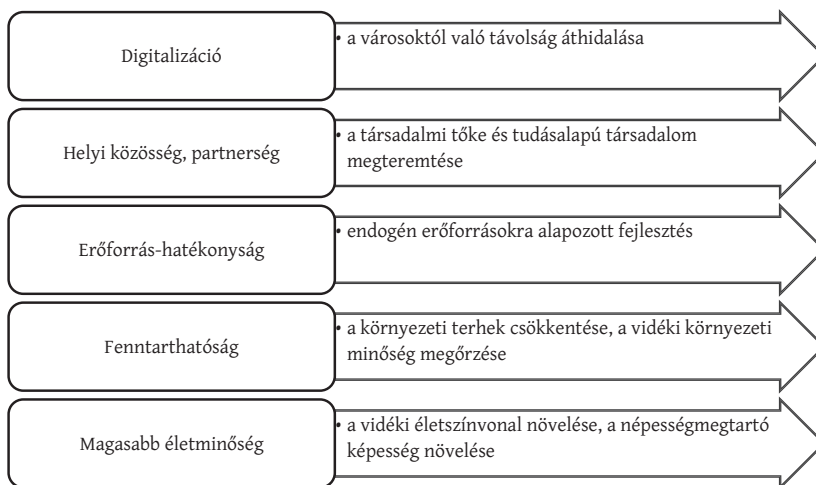 Digitalizáció
• a városoktól való távolság áthidalása
Helyi közösség, partnerség
• a társadalmi tőke és tudásalapú társadalom
megteremtése
Erőforrás-hatékonyság
• endogén erőforrásokra alapozott fejlesztés
Fenntarthatóság
• a környezeti terhek csökkentése, a vidéki környezeti
minőség megőrzése
Magasabb életminőség
• a vidéki életszínvonal növelése, a népességmegtartó
képesség növelése